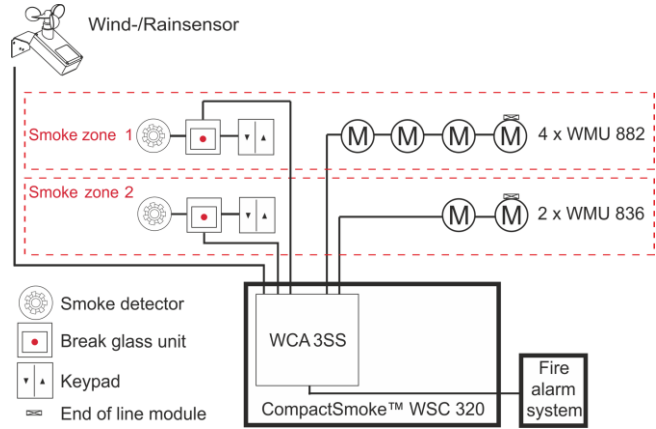 Wind-/Rainsensor
Smoke zone 1
M M M M 4 x WMU 882
Smoke zone 2
M M 2 x WMU 836
Smoke detector
Break glass unit
Keypad
End of line module
WCA 3SS
CompactSmoke™ WSC 320
Fire
alarm
system